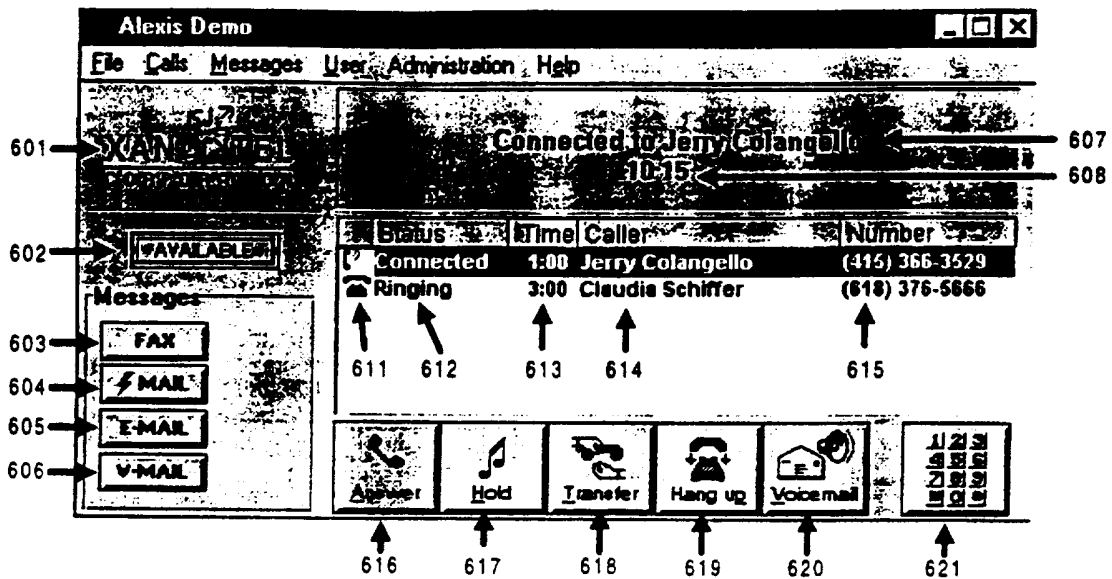 Alexis Demo
File Calls Messages User Administration Help
601
Connected to Jerry Colangello
607
10:15
608
602
*AVAILABLE*
Status Time Caller Number
Connected 1:00 Jerry Colangello (415) 366-3529
Ringing 3:00 Claudia Schiffer (618) 376-5666
Messages
603
FAX
611 612 613 614 615
604
MAIL
605
E-MAIL
606
V-MAIL
Answer Hold Transfer Hang up Voicemail
1 2 3
616 617 618 619 620 621